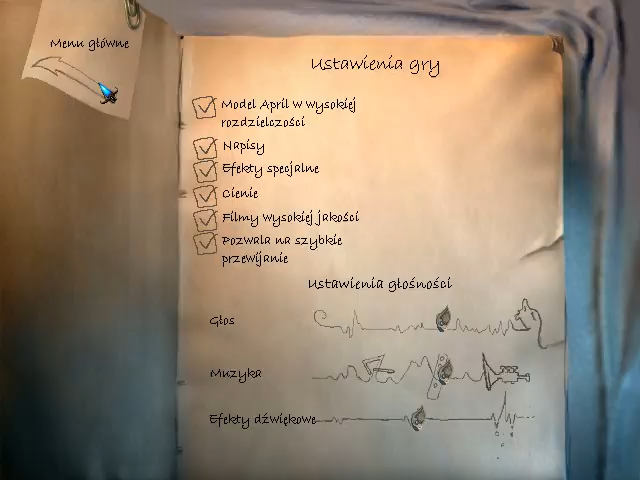 Menu główne
Ustawienia gry
Model April w wysokiej
rozdzielczości
Napisy
Efekty specjalne
Cienie
Filmy wysokiej jakości
Pozwala na szybkie
przewijanie
Ustawienia głośności
Głos
Muzyka
Efekty dźwiękowe